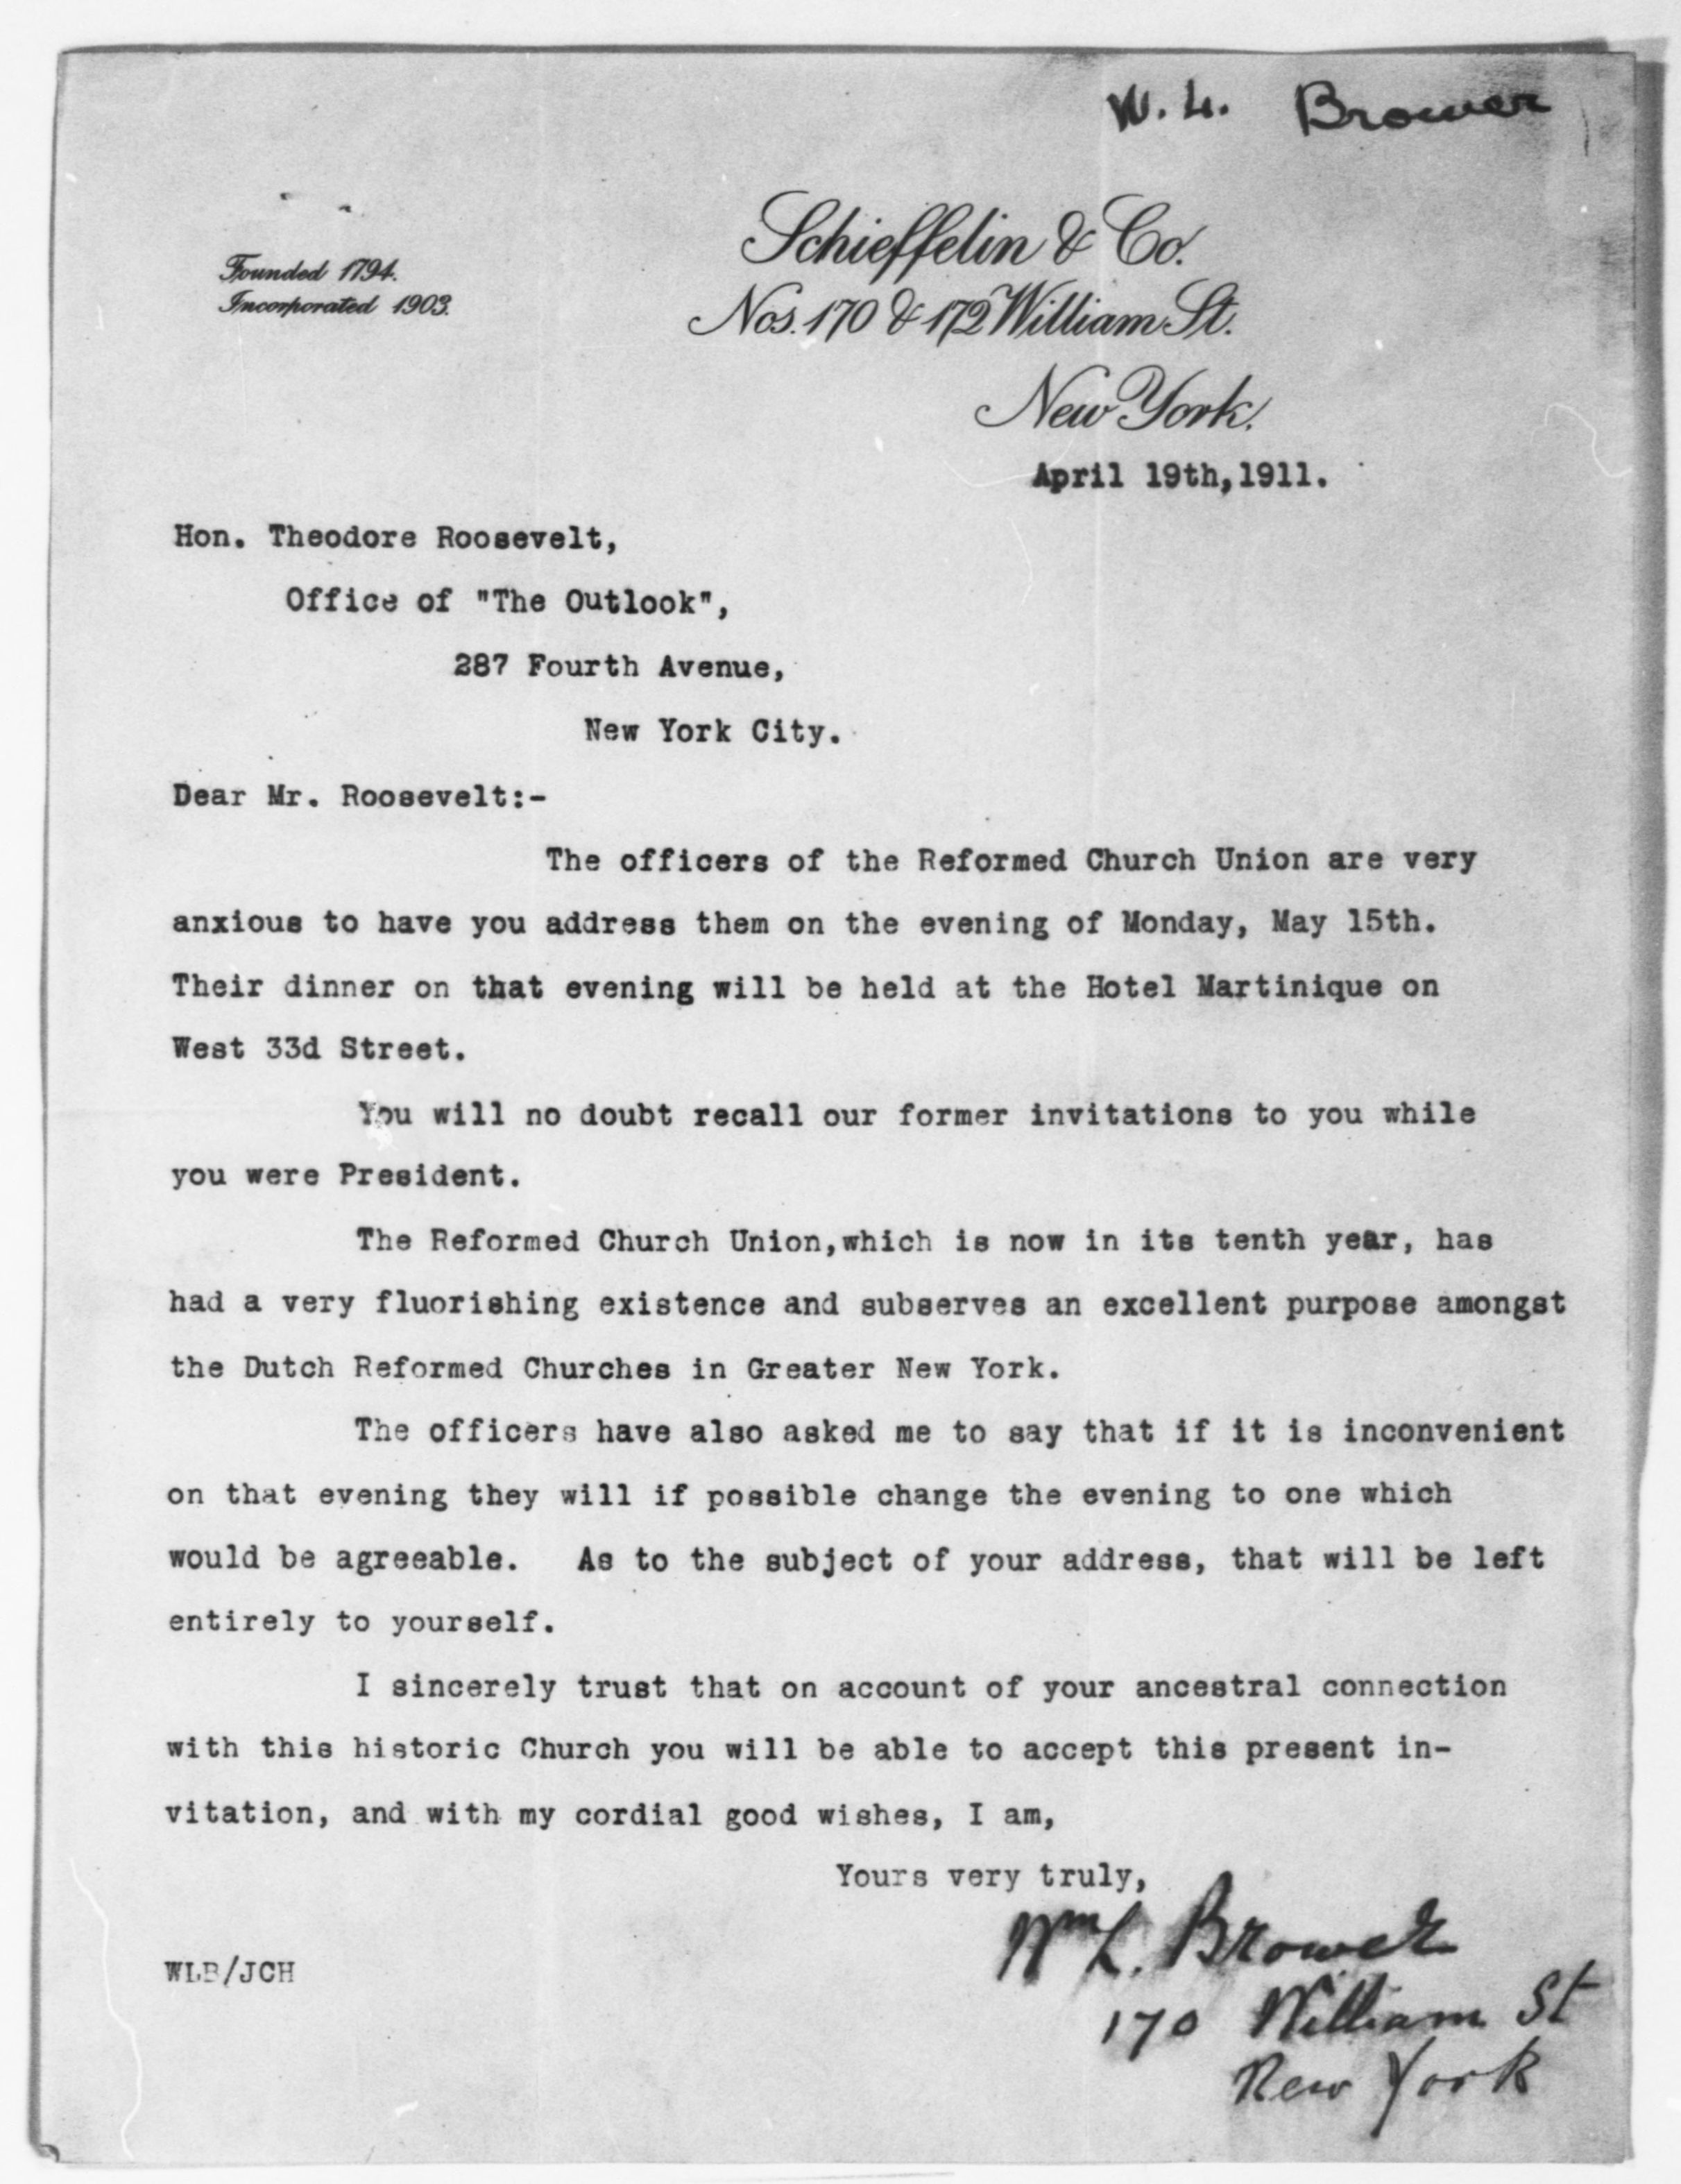 W. L. Brower
Schieffelin & Co.
Founded 1794.
Incorporated 1903.
Nos. 170 & 172 William St.
New York.
April 19th,1911.
Hon. Theodore Roosevelt,
Office of "The Outlook",
287 Fourth Avenue,
New York City.
Dear Mr. Roosevelt:-
The officers of the Reformed Church Union are very
anxious to have you address them on the evening of Monday, May 15th.
Their dinner on that evening will be held at the Hotel Martinique on
West 33d Street.
You will no doubt recall our former invitations to you while
you were President.
The Reformed Church Union,which is now in its tenth year, has
had a very fluorishing existence and subserves an excellent purpose amongst
the Dutch Reformed Churches in Greater New York.
The officers have also asked me to say that if it is inconvenient
on that evening they will if possible change the evening to one which
would be agreeable. As to the subject of your address, that will be left
entirely to yourself.
I sincerely trust that on account of your ancestral connection
with this historic Church you will be able to accept this present in-
vitation, and with my cordial good wishes, I am,
Yours very truly,
Wm L. Brower
WLB/JCH
170 William St
New York